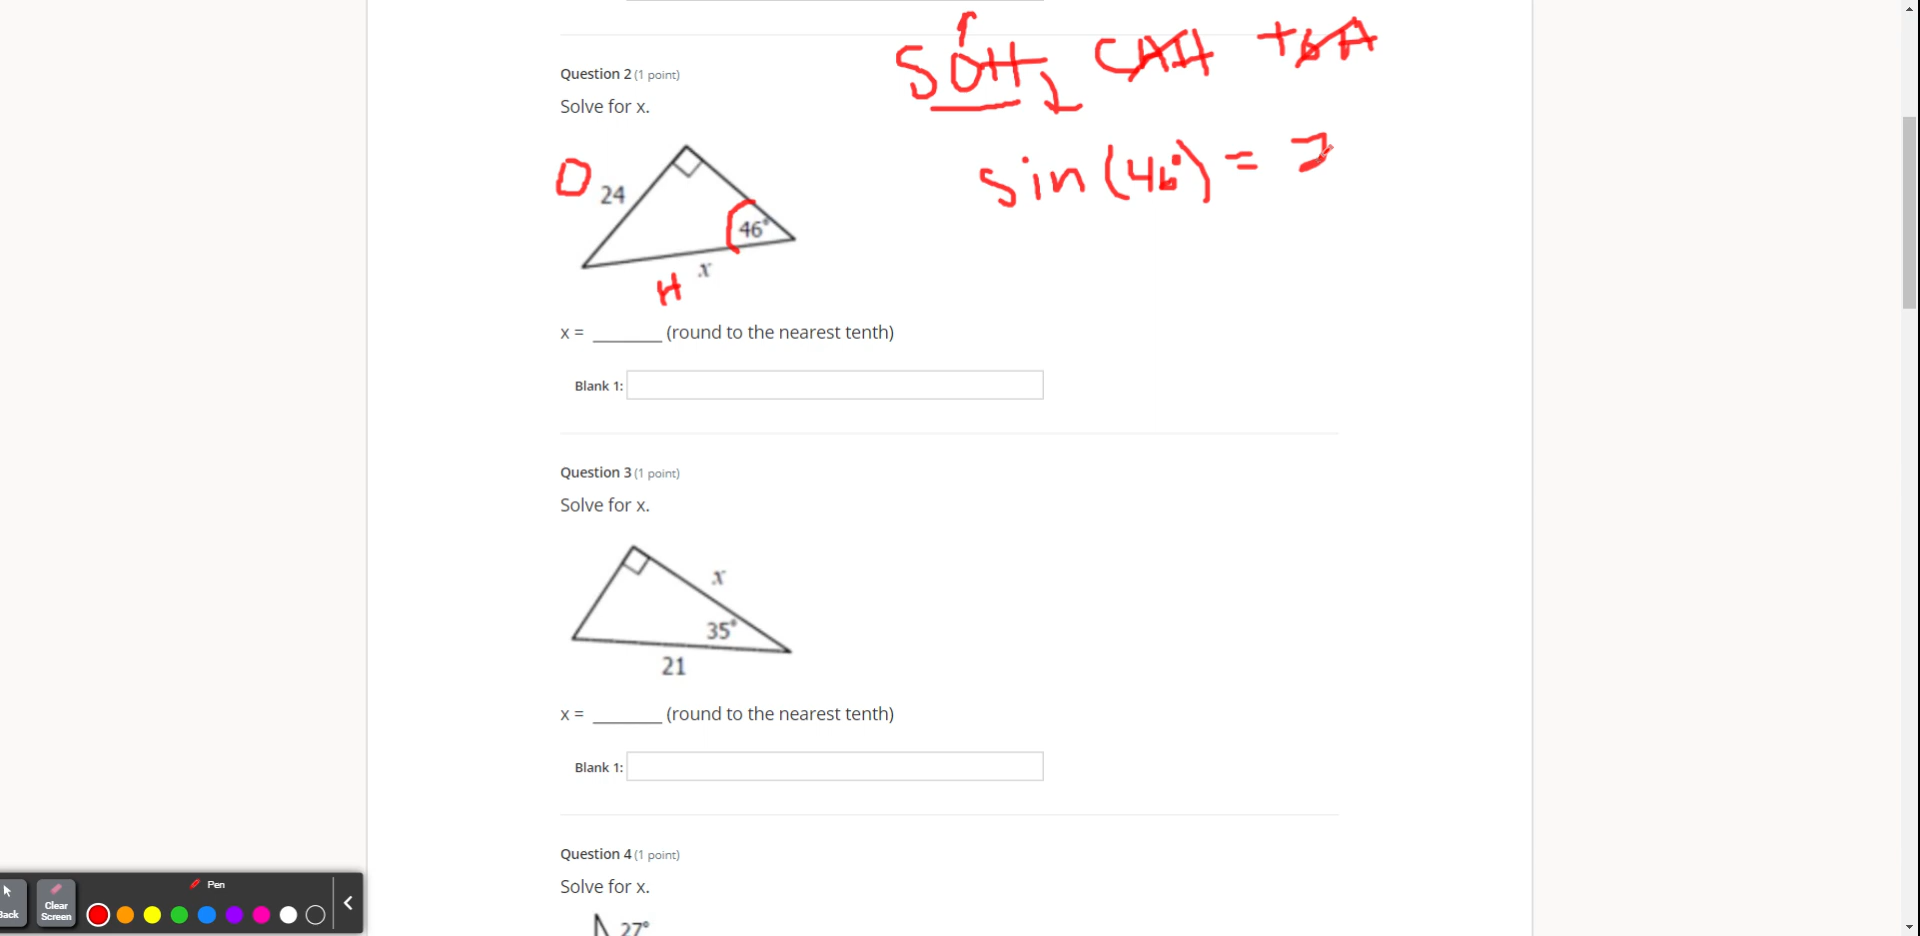 SOH CAH TOA
Question 2 (1 point)
Solve for x.
sin(46°) = 2
O
24
46°
x
H
x = ________ (round to the nearest tenth)
Blank 1:
Question 3 (1 point)
Solve for x.
x
35°
21
x = ________ (round to the nearest tenth)
Blank 1:
Question 4 (1 point)
Solve for x.
27°
Pen
Back
Clear
Screen